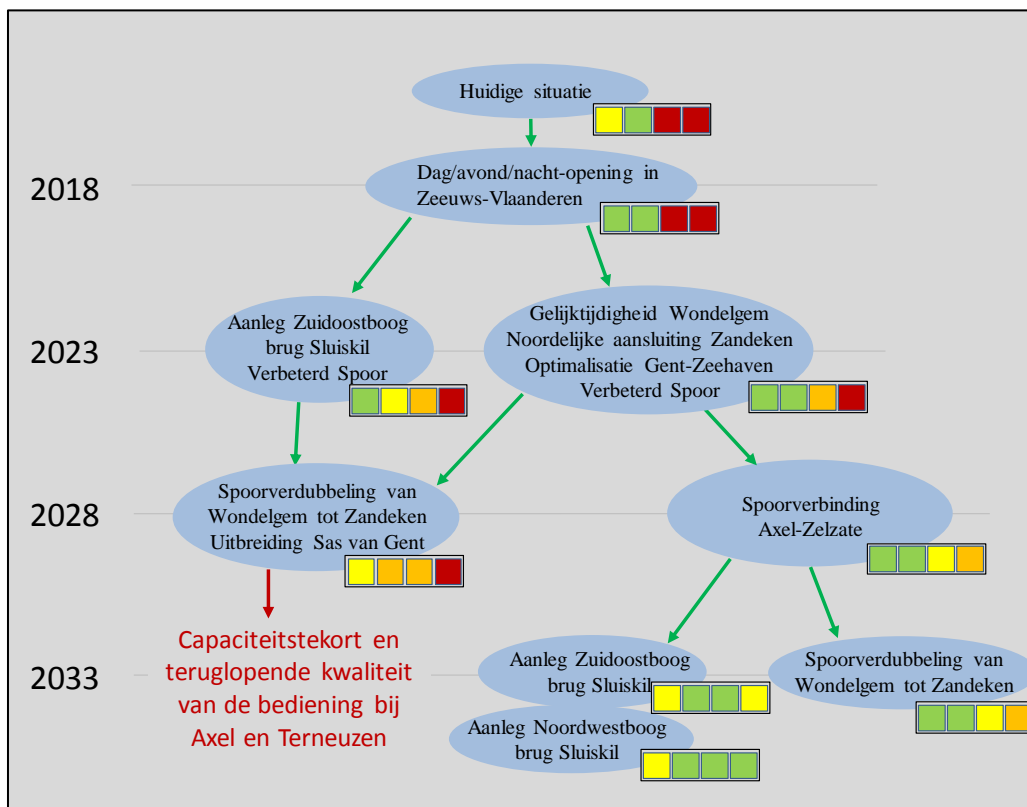 Huidige situatie
2018
Dag/avond/nacht-opening in
Zeeuws-Vlaanderen
2023
Aanleg Zuidoostboog
brug Sluiskil
Verbeterd Spoor
Gelijktijdigheid Wondelgem
Noordelijke aansluiting Zandeken
Optimalisatie Gent-Zeehaven
Verbeterd Spoor
2028
Spoorverdubbeling van
Wondelgem tot Zandeken
Uitbreiding Sas van Gent
Spoorverbinding
Axel-Zelzate
Capaciteitstekort en
teruglopende kwaliteit
van de bediening bij
Axel en Terneuzen
2033
Aanleg Zuidoostboog
brug Sluiskil
Aanleg Noordwestboog
brug Sluiskil
Spoorverdubbeling van
Wondelgem tot Zandeken